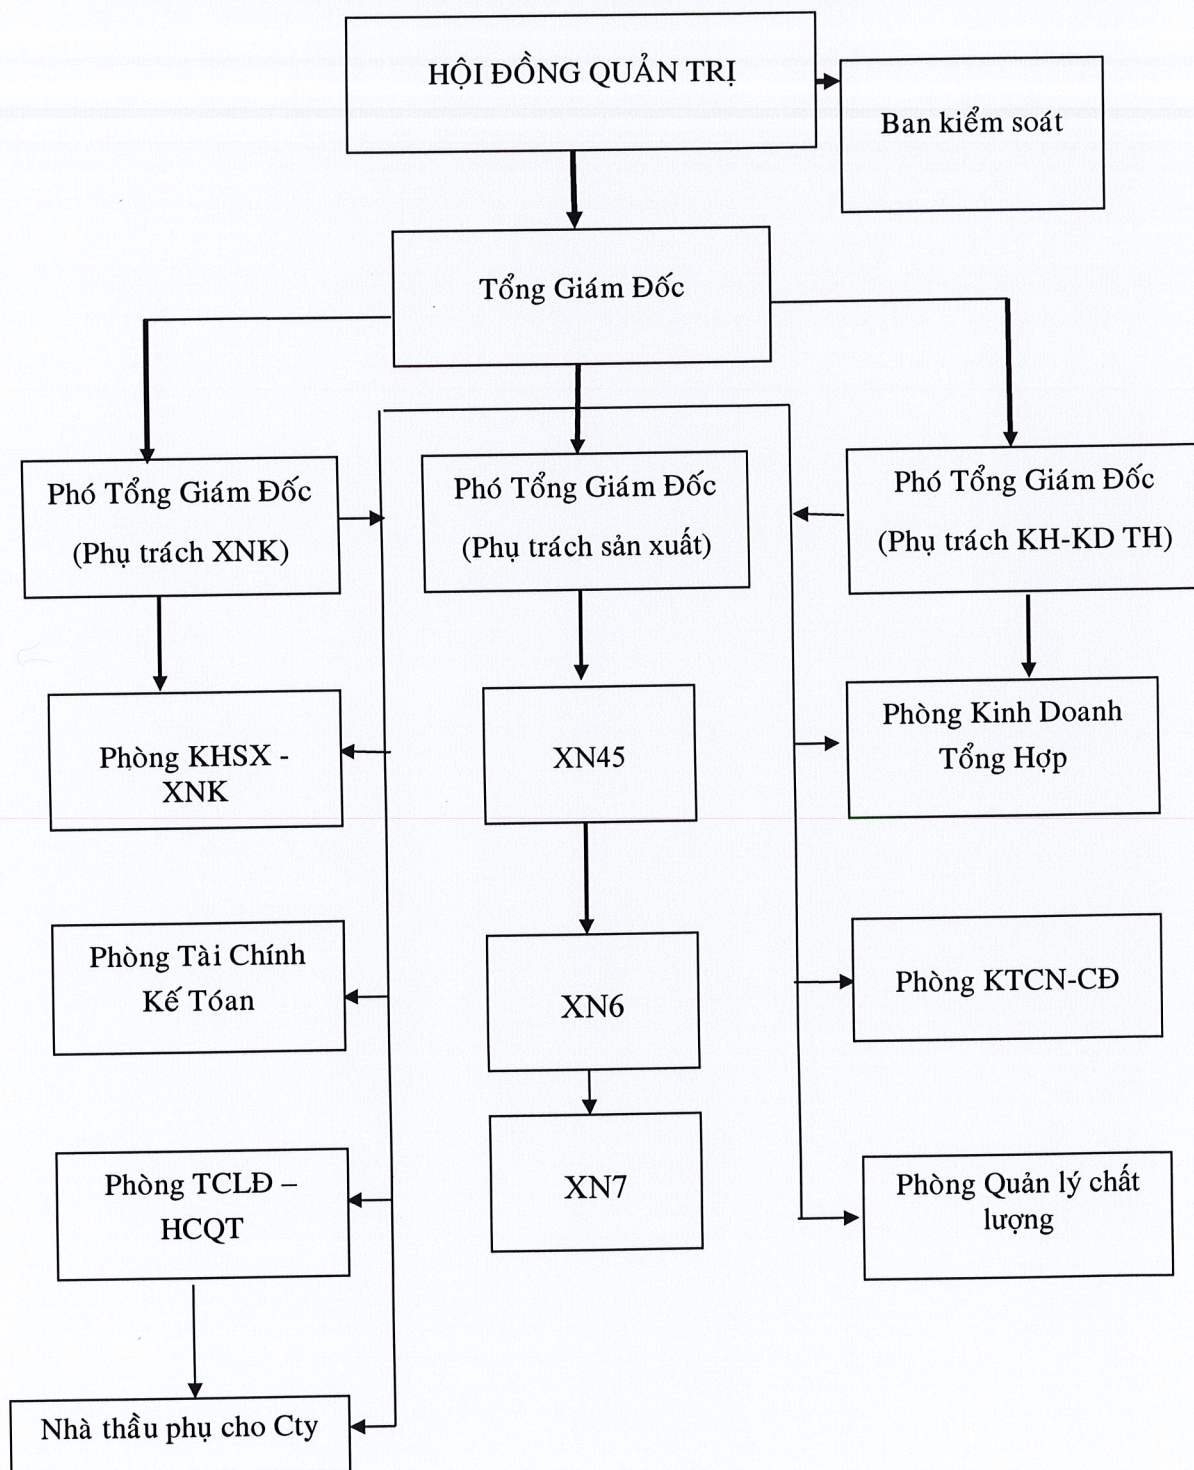 HỘI ĐỒNG QUẢN TRỊ
Ban kiểm soát
Tổng Giám Đốc
Phó Tổng Giám Đốc
(Phụ trách XNK)
Phó Tổng Giám Đốc
(Phụ trách sản xuất)
Phó Tổng Giám Đốc
(Phụ trách KH-KD TH)
Phòng KHSX -
XNK
XN45
Phòng Kinh Doanh
Tổng Hợp
Phòng Tài Chính
Kế Tóan
XN6
Phòng KTCN-CĐ
Phòng TCLĐ –
HCQT
XN7
Phòng Quản lý chất
lượng
Nhà thầu phụ cho Cty